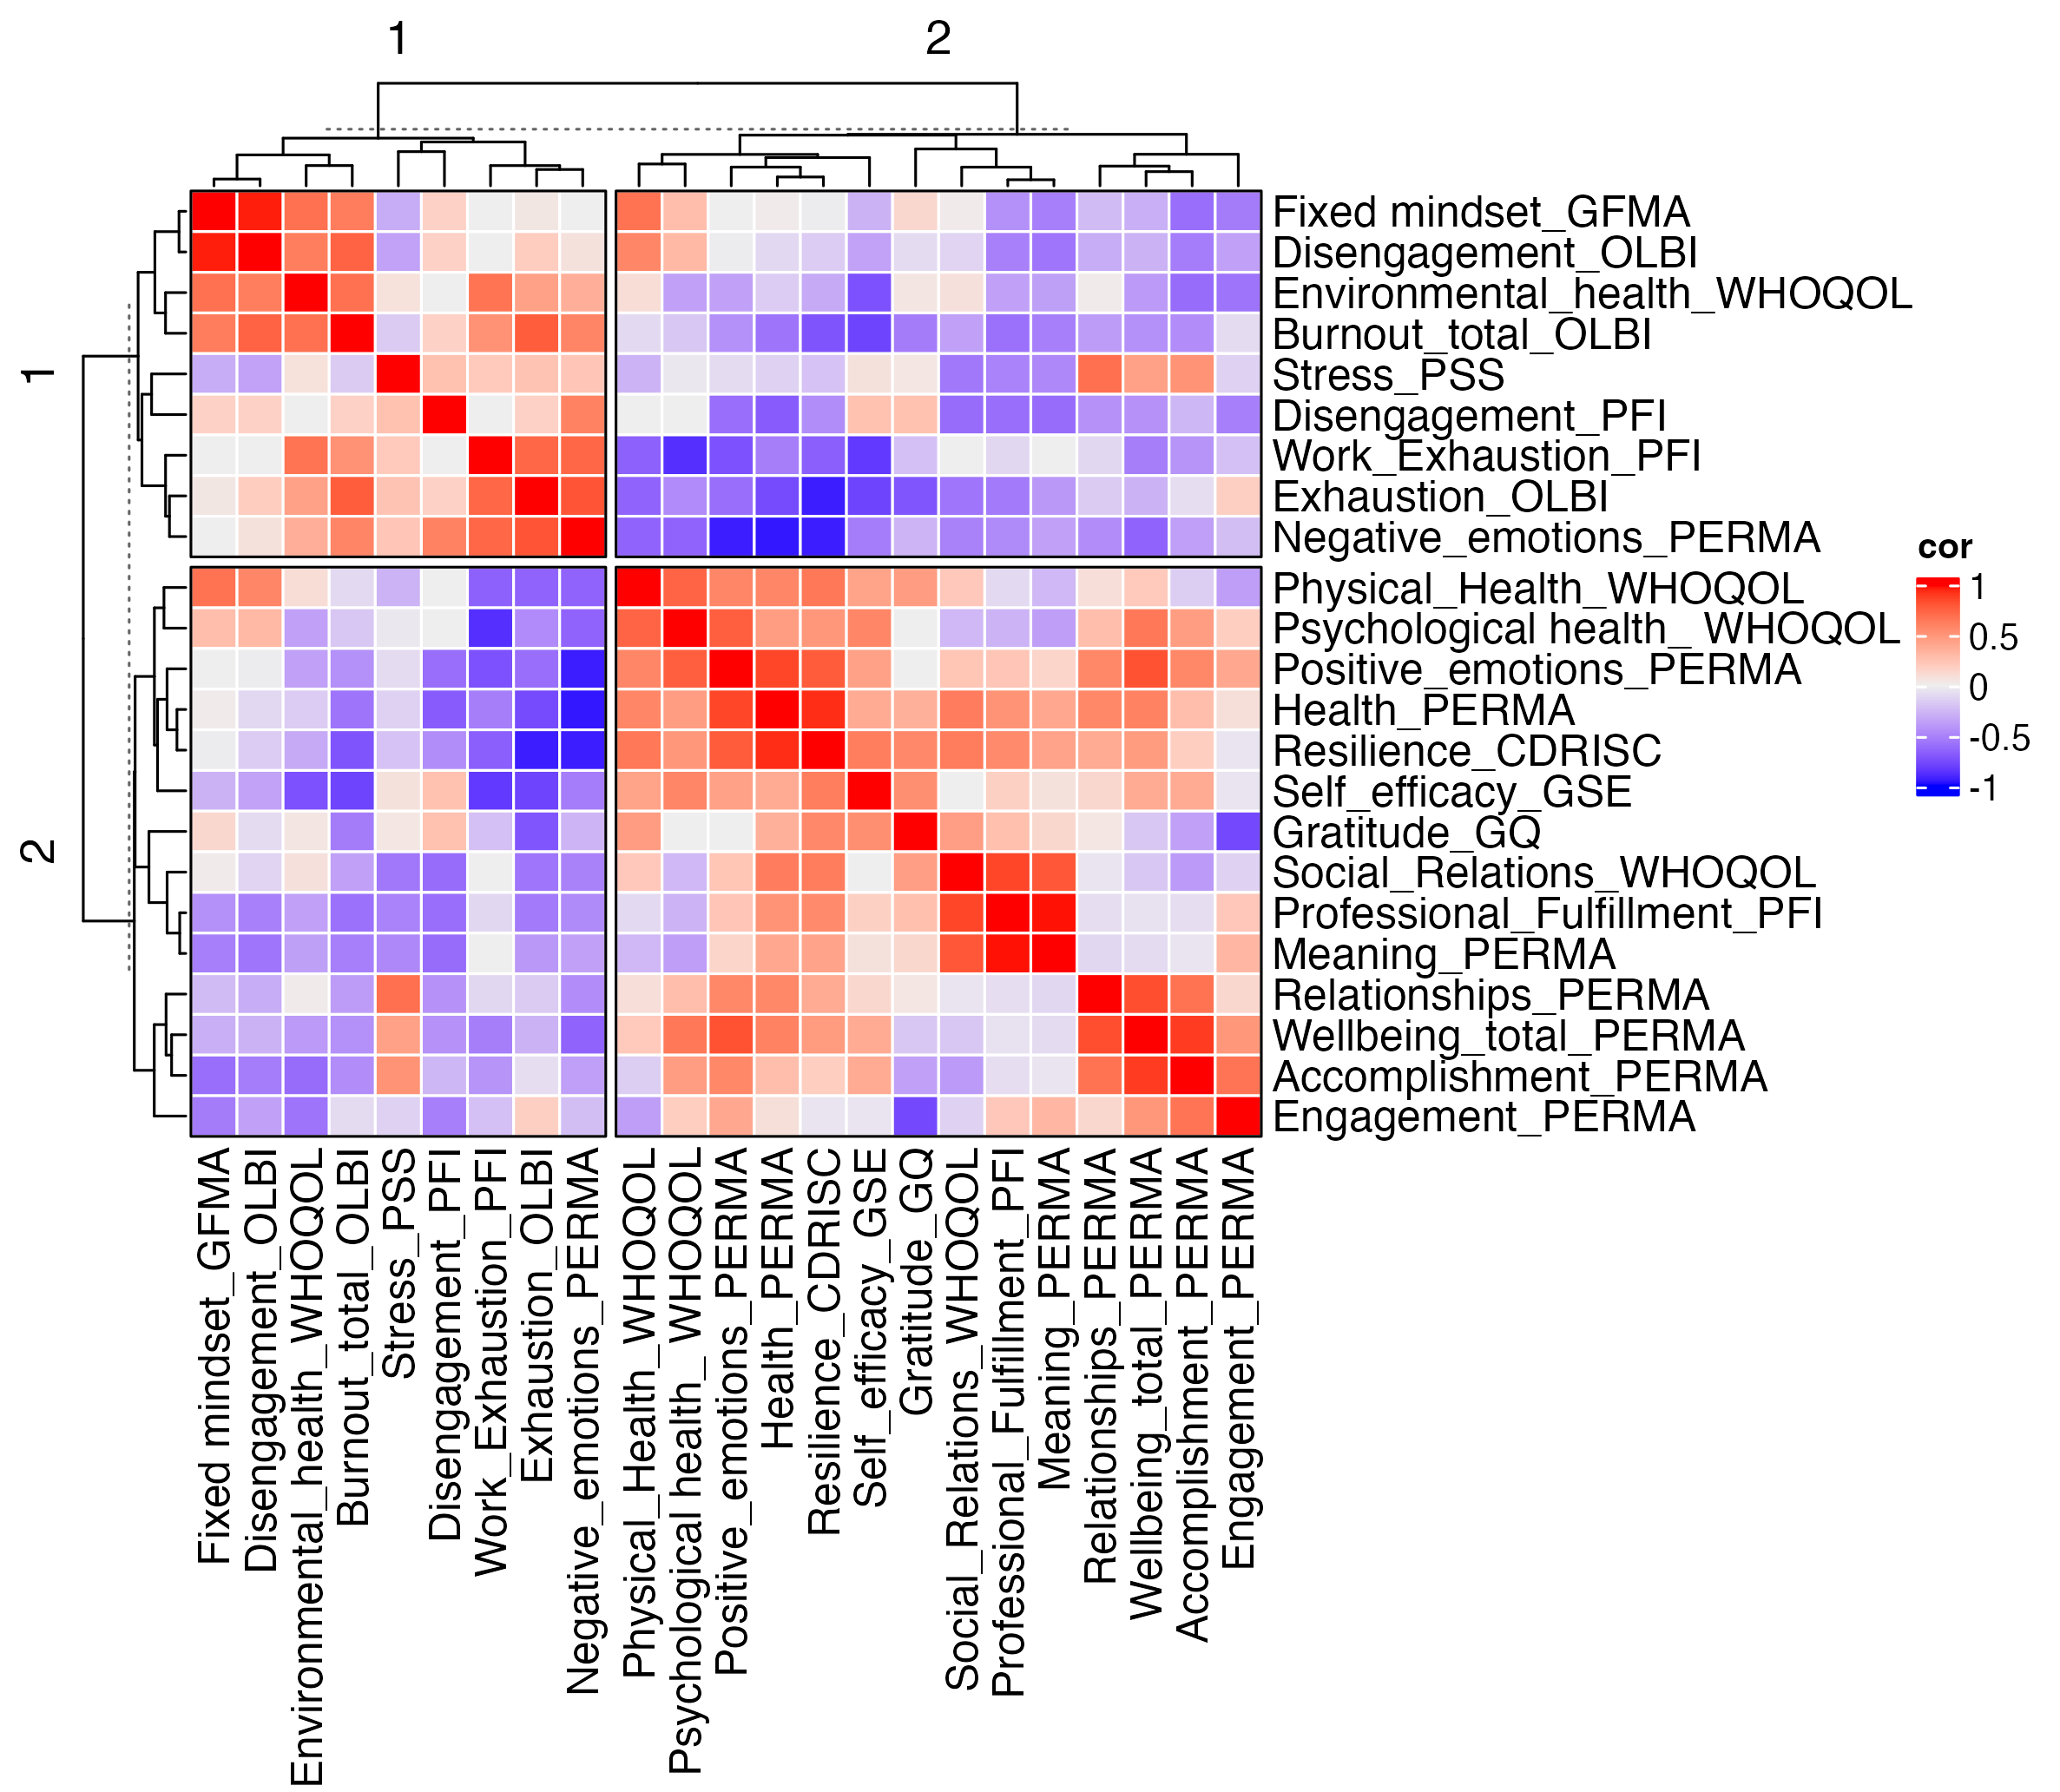 1
2
1
2
Fixed mindset_GFMA
Disengagement_OLBI
Environmental_health_WHOQOL
Burnout_total_OLBI
Stress_PSS
Disengagement_PFI
Work_Exhaustion_PFI
Exhaustion_OLBI
Negative_emotions_PERMA
Physical_Health_WHOQOL
Psychological health_ WHOQOL
Positive_emotions_PERMA
Health_PERMA
Resilience_CDRISC
Self_efficacy_GSE
Gratitude_GQ
Social_Relations_WHOQOL
Professional_Fulfillment_PFI
Meaning_PERMA
Relationships_PERMA
Wellbeing_total_PERMA
Accomplishment_PERMA
Engagement_PERMA
cor
1
0.5
0
-0.5
-1
Fixed mindset_GFMA
Disengagement_OLBI
Environmental_health_WHOQOL
Burnout_total_OLBI
Stress_PSS
Disengagement_PFI
Work_Exhaustion_PFI
Exhaustion_OLBI
Negative_emotions_PERMA
Physical_Health_WHOQOL
Psychological health_ WHOQOL
Positive_emotions_PERMA
Health_PERMA
Resilience_CDRISC
Self_efficacy_GSE
Gratitude_GQ
Social_Relations_WHOQOL
Professional_Fulfillment_PFI
Meaning_PERMA
Relationships_PERMA
Wellbeing_total_PERMA
Accomplishment_PERMA
Engagement_PERMA